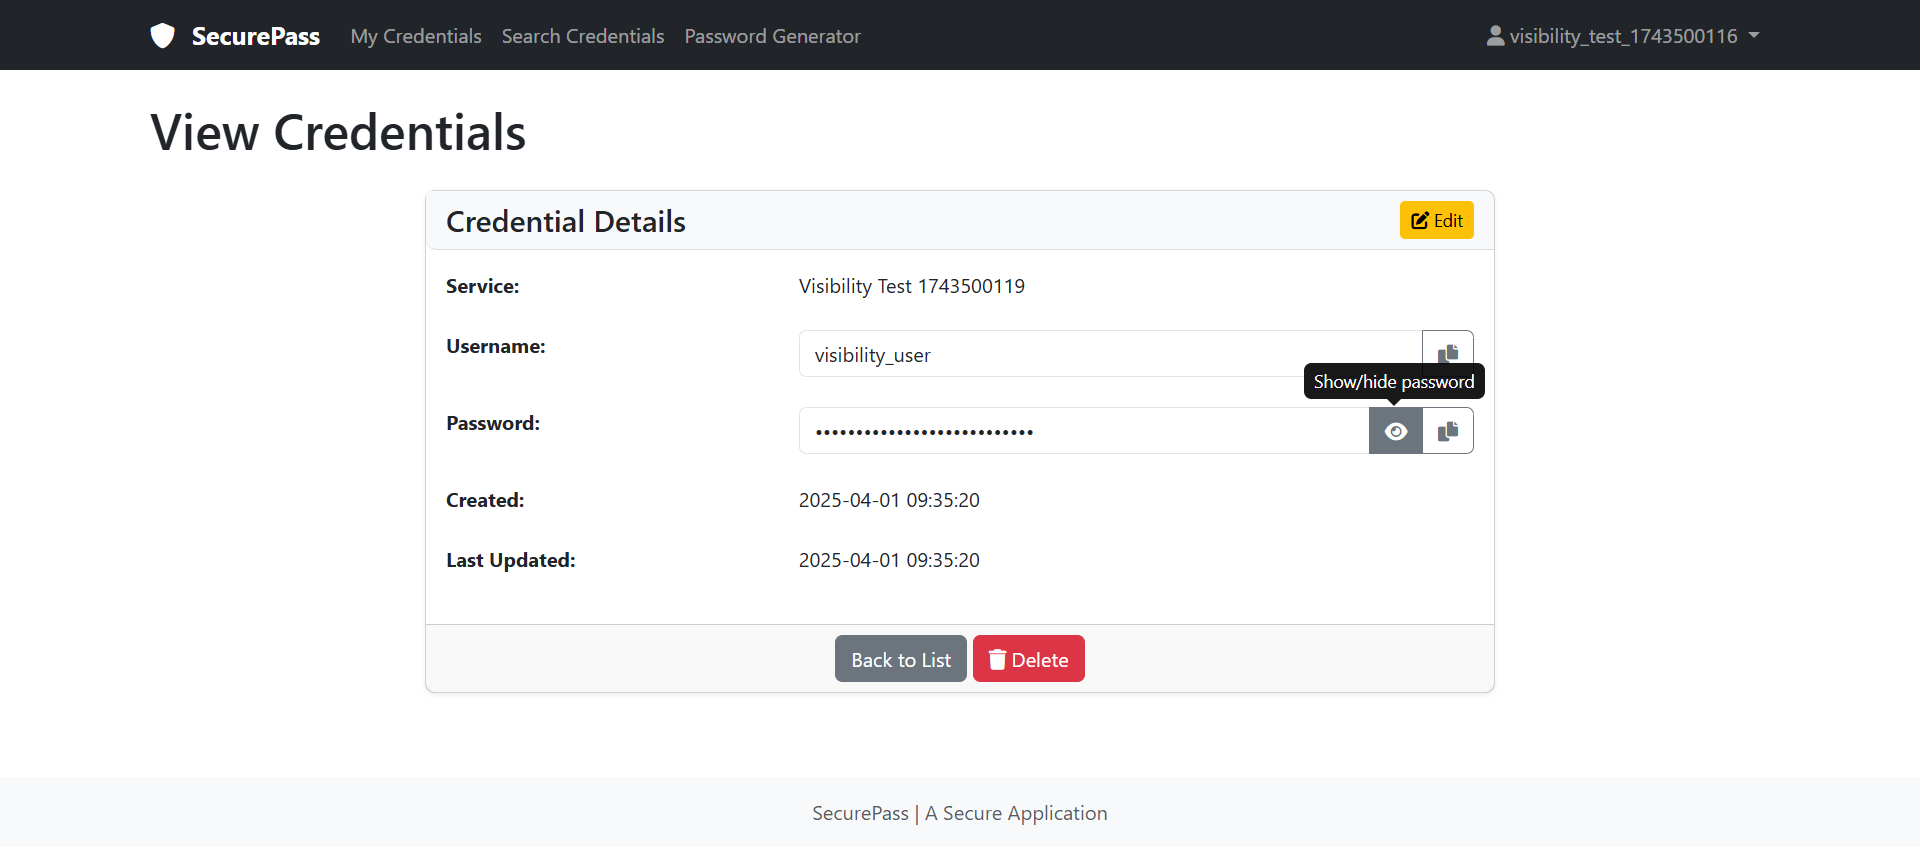 SecurePass My Credentials Search Credentials Password Generator visibility_test_1743500116
View Credentials
Credential Details Edit
Service: Visibility Test 1743500119
Username: visibility_user
Show/hide password
Password: •••••••••••••••••••••••••••
Created: 2025-04-01 09:35:20
Last Updated: 2025-04-01 09:35:20
Back to List Delete
SecurePass | A Secure Application